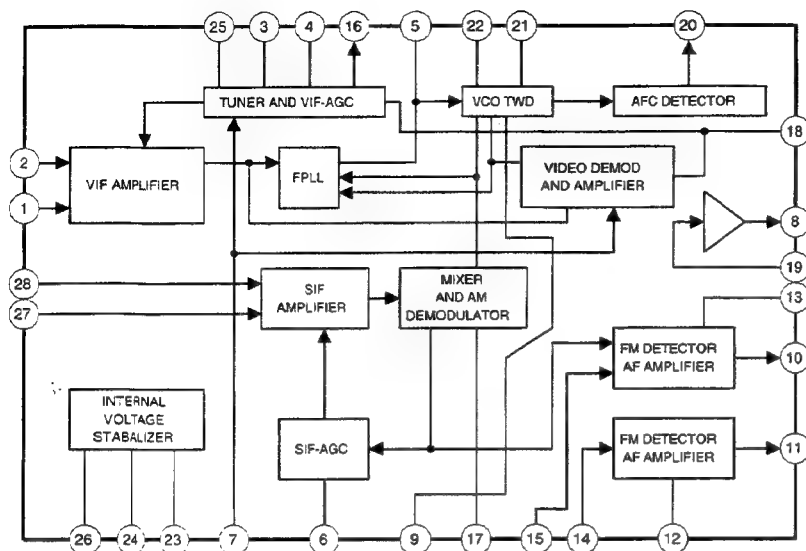 25 3 4 16 5 22 21 20
TUNER AND VIF-AGC
VCO TWD
AFC DETECTOR
18
2
VIF AMPLIFIER
FPLL
VIDEO DEMOD
AND AMPLIFIER
1
8
19
28
SIF
AMPLIFIER
MIXER
AND AM
DEMODULATOR
13
27
FM DETECTOR
AF AMPLIFIER
10
INTERNAL
VOLTAGE
STABALIZER
SIF-AGC
FM DETECTOR
AF AMPLIFIER
11
26 24 23 7 6 9 17 15 14 12